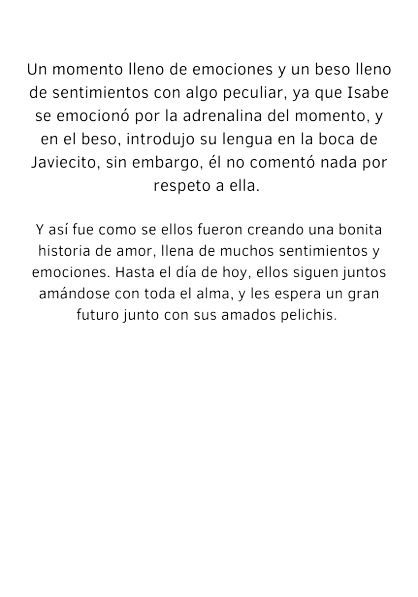 Un momento lleno de emociones y un beso lleno
de sentimientos con algo peculiar, ya que Isabe
se emocionó por la adrenalina del momento, y
en el beso, introdujo su lengua en la boca de
Javiecito, sin embargo, él no comentó nada por
respeto a ella.
Y así fue como se ellos fueron creando una bonita
historia de amor, llena de muchos sentimientos y
emociones. Hasta el día de hoy, ellos siguen juntos
amándose con toda el alma, y les espera un gran
futuro junto con sus amados pelichis.